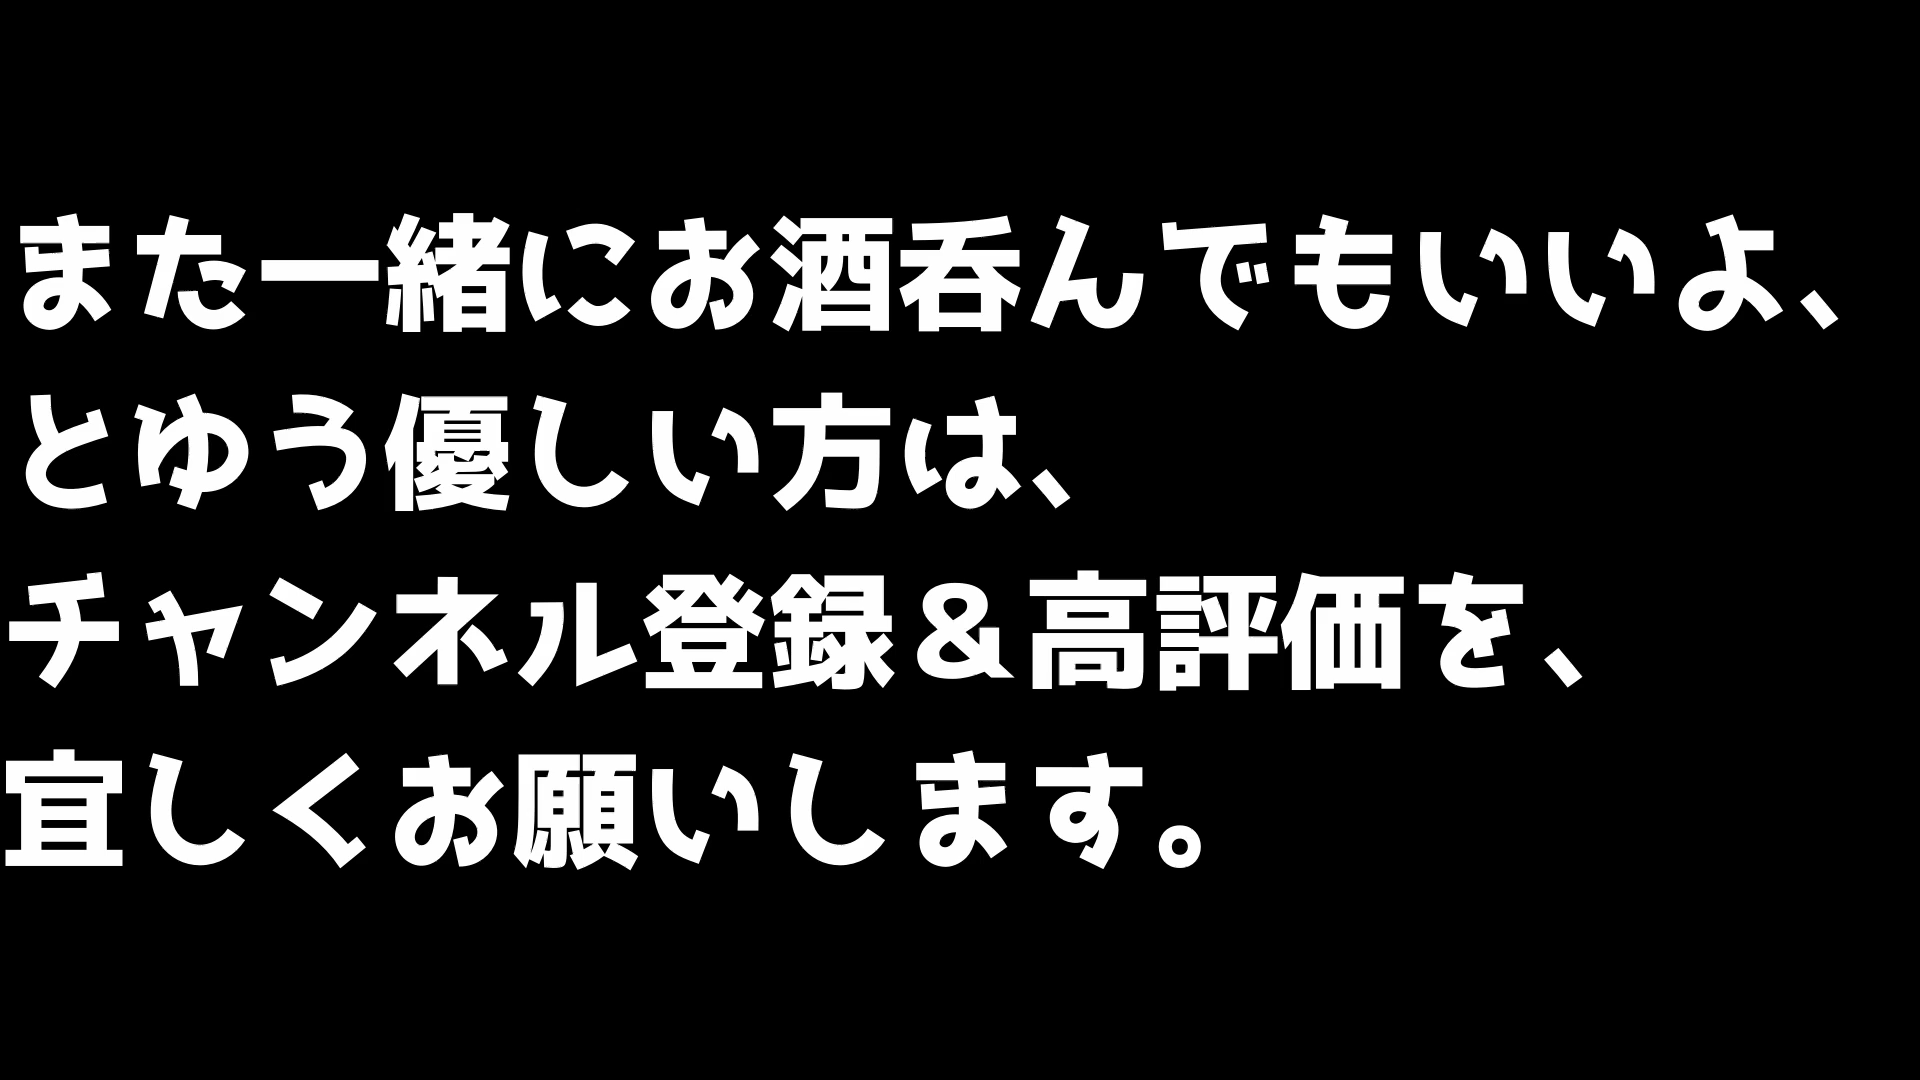 また一緒にお酒呑んでもいいよ、
とゆう優しい方は、
チャンネル登録＆高評価を、
宜しくお願いします。